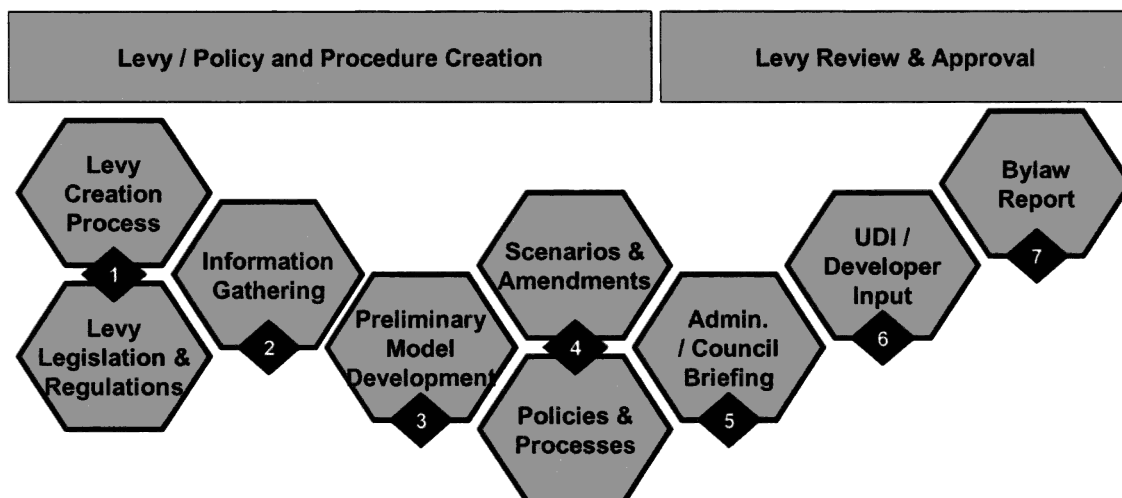 Levy / Policy and Procedure Creation
Levy Review & Approval
Levy
Creation
Process
1
Levy
Legislation &
Regulations
Information
Gathering
2
Preliminary
Model
Development
3
Scenarios &
Amendments
4
Policies &
Processes
Admin.
/ Council
Briefing
5
UDI /
Developer
Input
6
Bylaw
Report
7